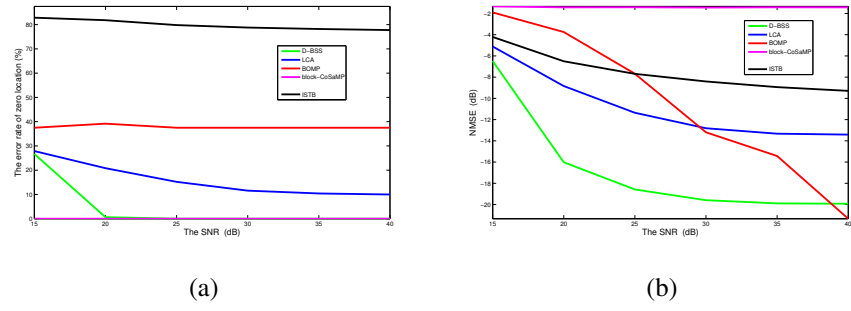 80
70
60
50
40
30
20
10
0
15
20
25
30
35
40
The SNR (dB)
The error rate of zero location (%)
D-BSS
LCA
BOMP
block-CoSaMP
ISTB
(a)
−2
−4
−6
−8
−10
−12
−14
−16
−18
−20
15
20
25
30
35
40
The SNR (dB)
NMSE (dB)
D-BSS
LCA
BOMP
block-CoSaMP
ISTB
(b)